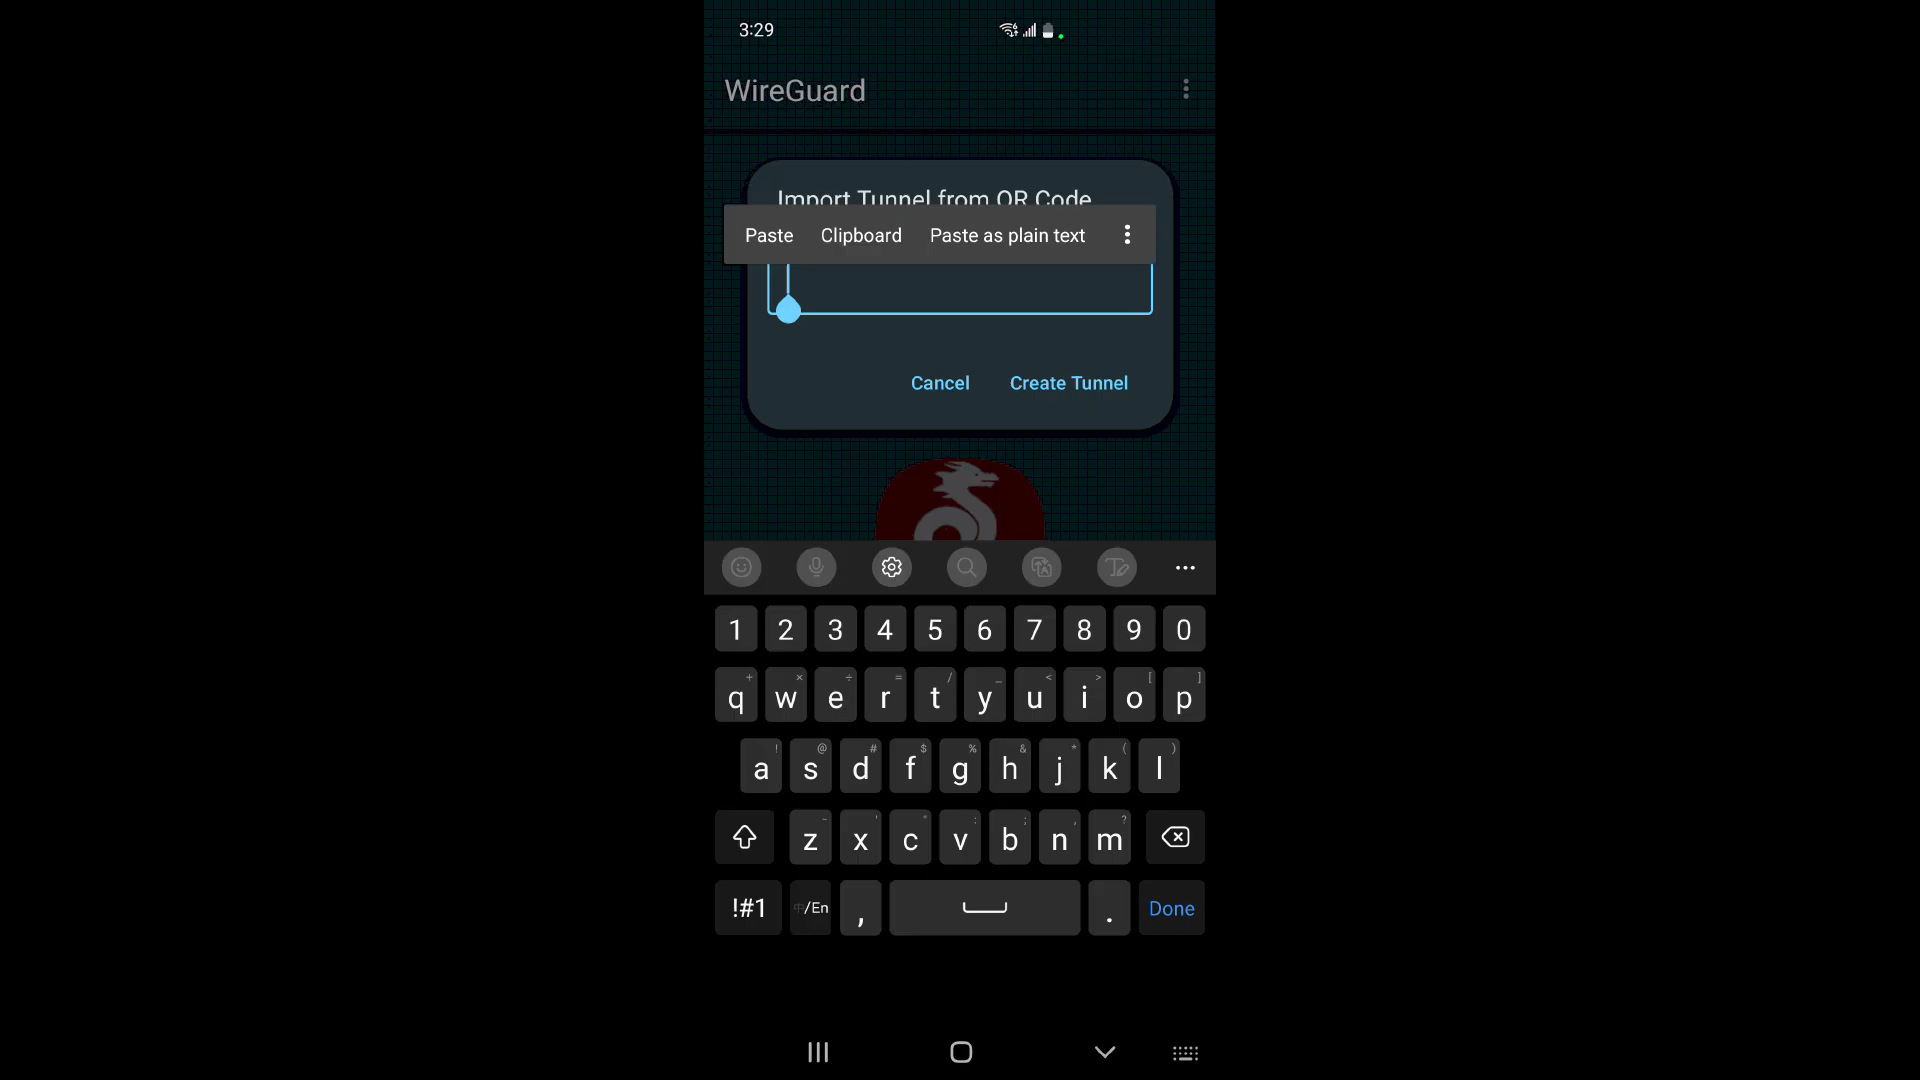 3:29
WireGuard
Import Tunnel from QR Code
Paste Clipboard Paste as plain text
Cancel Create Tunnel
1 2 3 4 5 6 7 8 9 0
+ × ÷ = / _ < > [ ]
q w e r t y u i o p
! @ # $ % & * ( )
a s d f g h j k l
- ' " : ; , ?
z x c v b n m
!#1 中/En , . Done